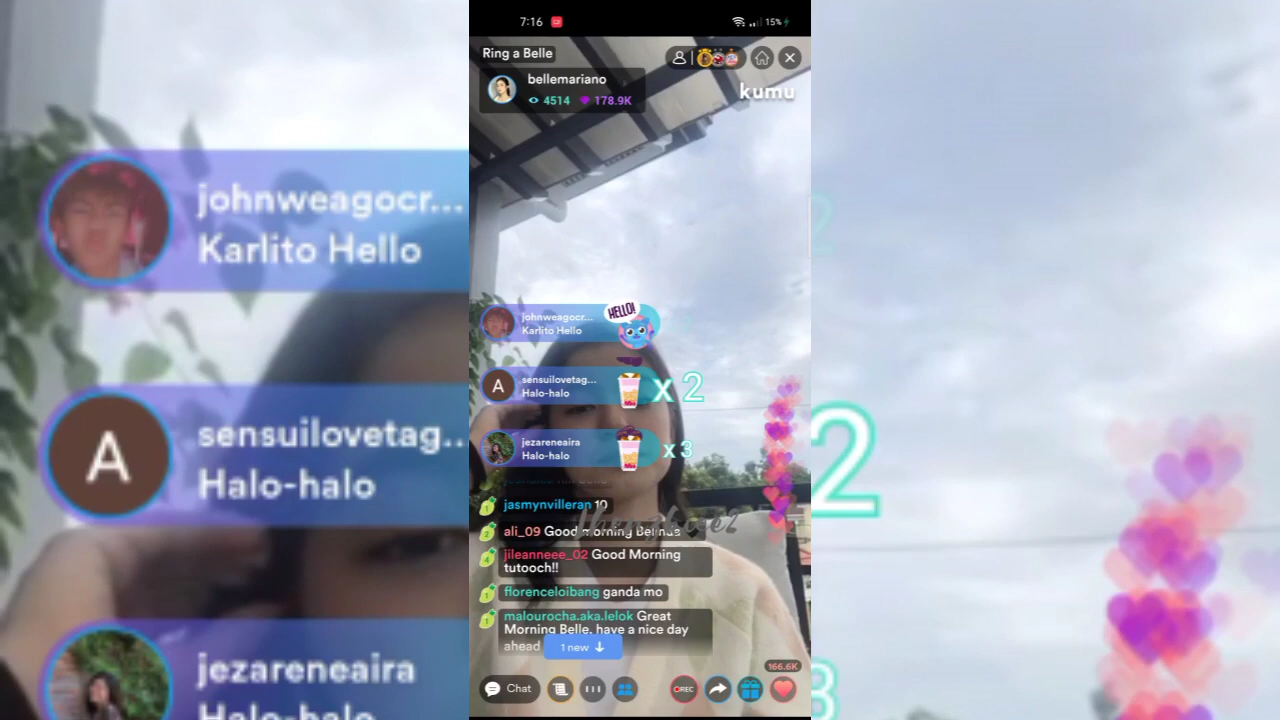 7:16
15%
Ring a Belle
bellemariano
4514 178.9K
kumu
johnweagocr...
Karlito Hello
HELLO!
sensuilovetag...
Halo-halo
x 2
jezareneaira
Halo-halo
x 3
jasmynvilleran 10
ali_09 Good morning Belinda
jileanneee_02 Good Morning
tutooch!!
florenceloibang ganda mo
malourocha.aka.lelok Great
Morning Belle, have a nice day
ahead
1 new
166.6K
Chat
REC
johnweagocr...
Karlito Hello
A
sensuilovetag..
Halo-halo
jezareneaira
Halo-halo
2
3